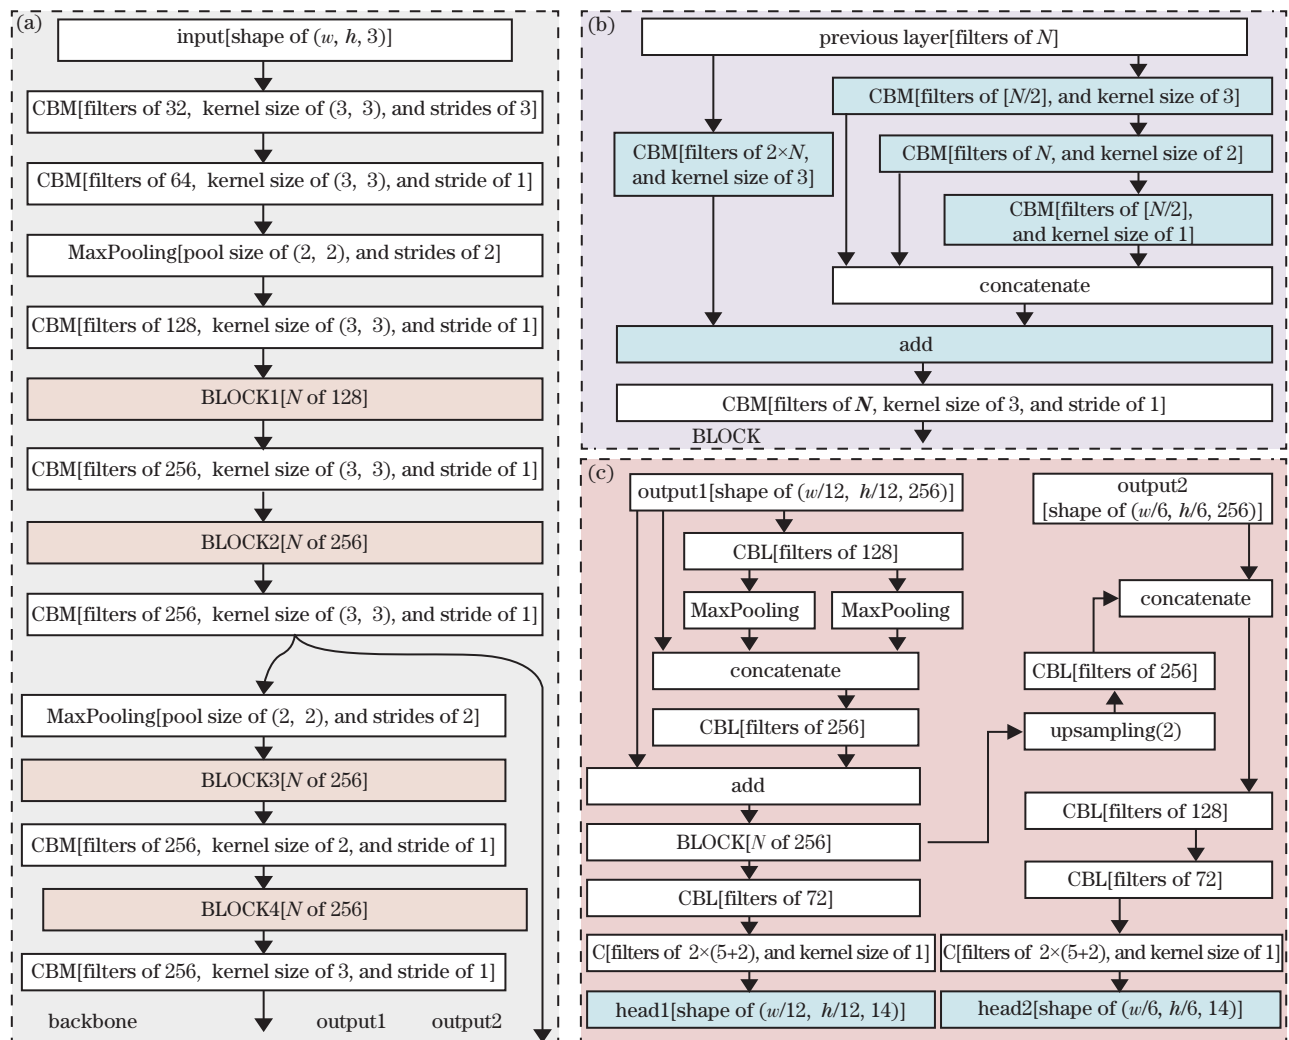 (a)
input[shape of (w, h, 3)]
CBM[filters of 32, kernel size of (3, 3), and strides of 3]
CBM[filters of 64, kernel size of (3, 3), and stride of 1]
MaxPooling[pool size of (2, 2), and strides of 2]
CBM[filters of 128, kernel size of (3, 3), and stride of 1]
BLOCK1[N of 128]
CBM[filters of 256, kernel size of (3, 3), and stride of 1]
BLOCK2[N of 256]
CBM[filters of 256, kernel size of (3, 3), and stride of 1]
MaxPooling[pool size of (2, 2), and strides of 2]
BLOCK3[N of 256]
CBM[filters of 256, kernel size of 2, and stride of 1]
BLOCK4[N of 256]
CBM[filters of 256, kernel size of 3, and stride of 1]
backbone
output1
output2
(b)
previous layer[filters of N]
CBM[filters of [N/2], and kernel size of 3]
CBM[filters of 2×N,
and kernel size of 3]
CBM[filters of N, and kernel size of 2]
CBM[filters of [N/2],
and kernel size of 1]
concatenate
add
CBM[filters of N, kernel size of 3, and stride of 1]
BLOCK
(c)
output1[shape of (w/12, h/12, 256)]
CBL[filters of 128]
MaxPooling
MaxPooling
concatenate
CBL[filters of 256]
add
BLOCK[N of 256]
CBL[filters of 72]
C[filters of 2×(5+2), and kernel size of 1]
head1[shape of (w/12, h/12, 14)]
output2
[shape of (w/6, h/6, 256)]
concatenate
CBL[filters of 256]
upsampling(2)
CBL[filters of 128]
CBL[filters of 72]
C[filters of 2×(5+2), and kernel size of 1]
head2[shape of (w/6, h/6, 14)]